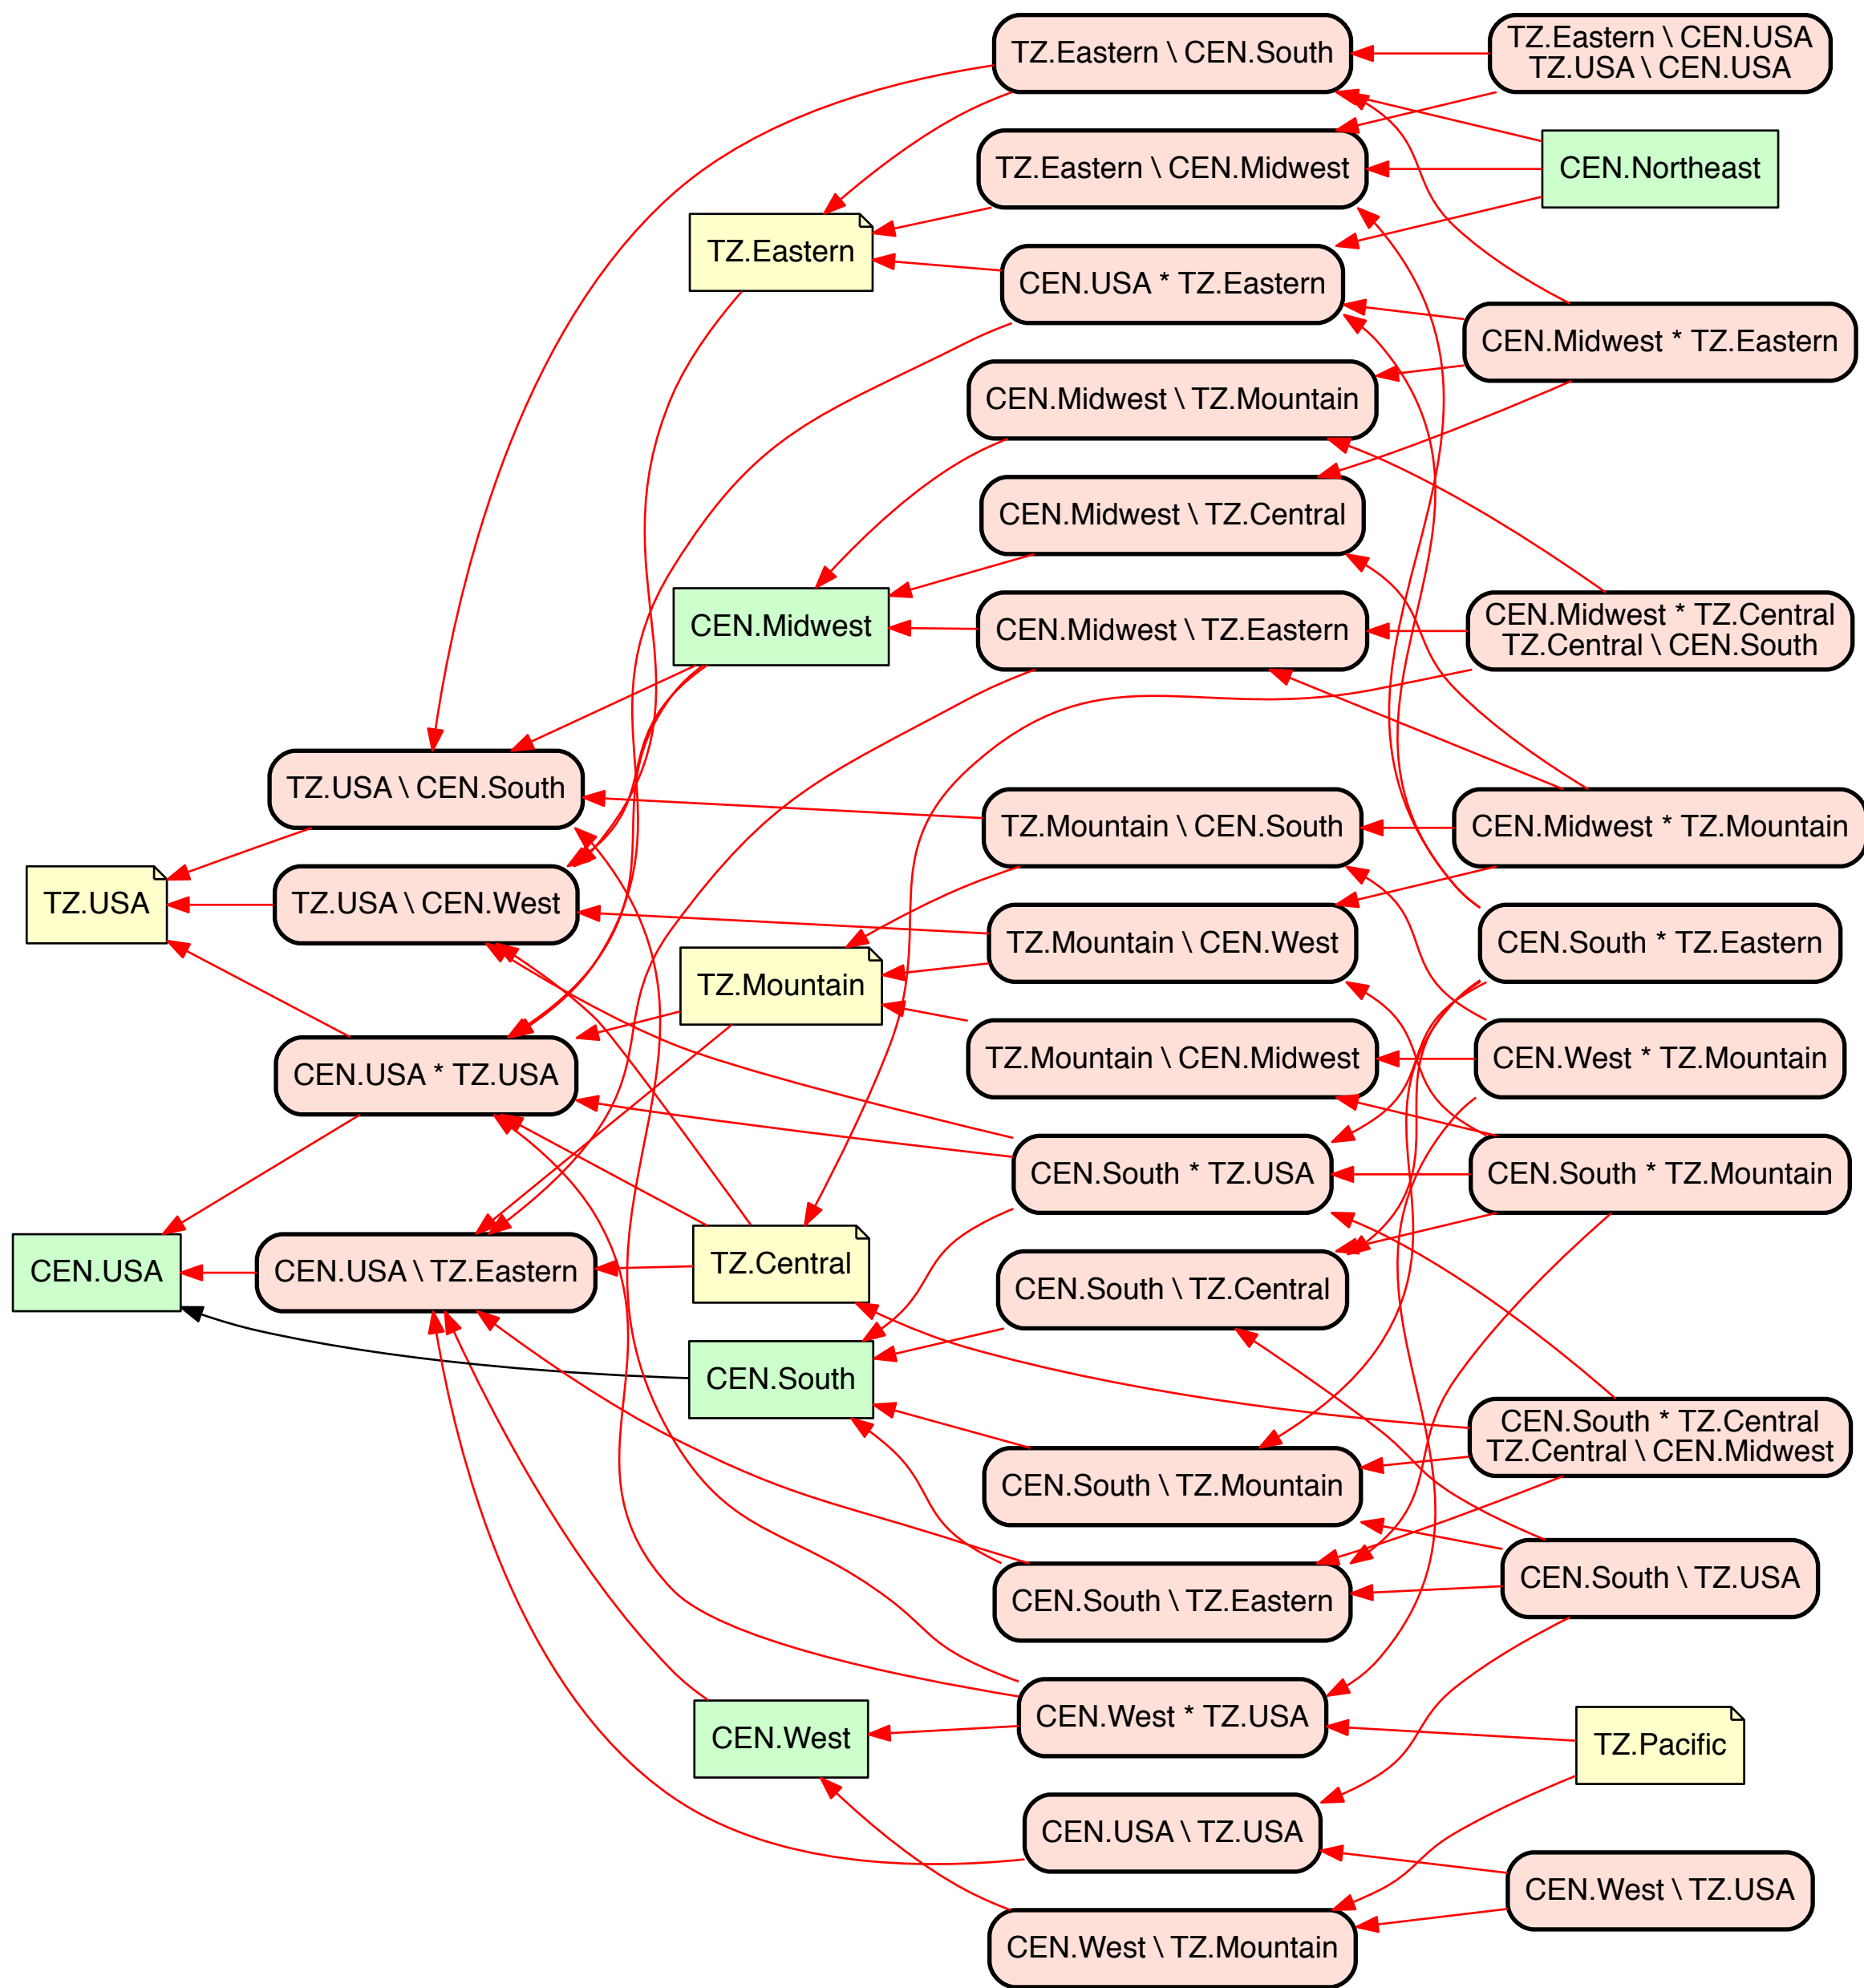 TZ.Eastern \ CEN.South
TZ.Eastern \ CEN.USA
TZ.USA \ CEN.USA
TZ.Eastern \ CEN.Midwest
CEN.Northeast
TZ.Eastern
CEN.USA * TZ.Eastern
CEN.Midwest * TZ.Eastern
CEN.Midwest \ TZ.Mountain
CEN.Midwest \ TZ.Central
CEN.Midwest
CEN.Midwest \ TZ.Eastern
CEN.Midwest * TZ.Central
TZ.Central \ CEN.South
TZ.USA \ CEN.South
TZ.Mountain \ CEN.South
CEN.Midwest * TZ.Mountain
TZ.USA
TZ.USA \ CEN.West
TZ.Mountain \ CEN.West
CEN.South * TZ.Eastern
TZ.Mountain
CEN.USA * TZ.USA
TZ.Mountain \ CEN.Midwest
CEN.West * TZ.Mountain
CEN.South * TZ.USA
CEN.South * TZ.Mountain
CEN.USA
CEN.USA \ TZ.Eastern
TZ.Central
CEN.South \ TZ.Central
CEN.South
CEN.South * TZ.Central
TZ.Central \ CEN.Midwest
CEN.South \ TZ.Mountain
CEN.South \ TZ.USA
CEN.South \ TZ.Eastern
CEN.West * TZ.USA
CEN.West
TZ.Pacific
CEN.USA \ TZ.USA
CEN.West \ TZ.USA
CEN.West \ TZ.Mountain